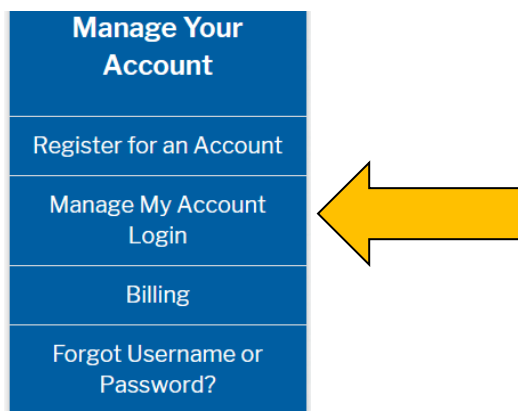 Manage Your
Account
Register for an Account
Manage My Account
Login
Billing
Forgot Username or
Password?